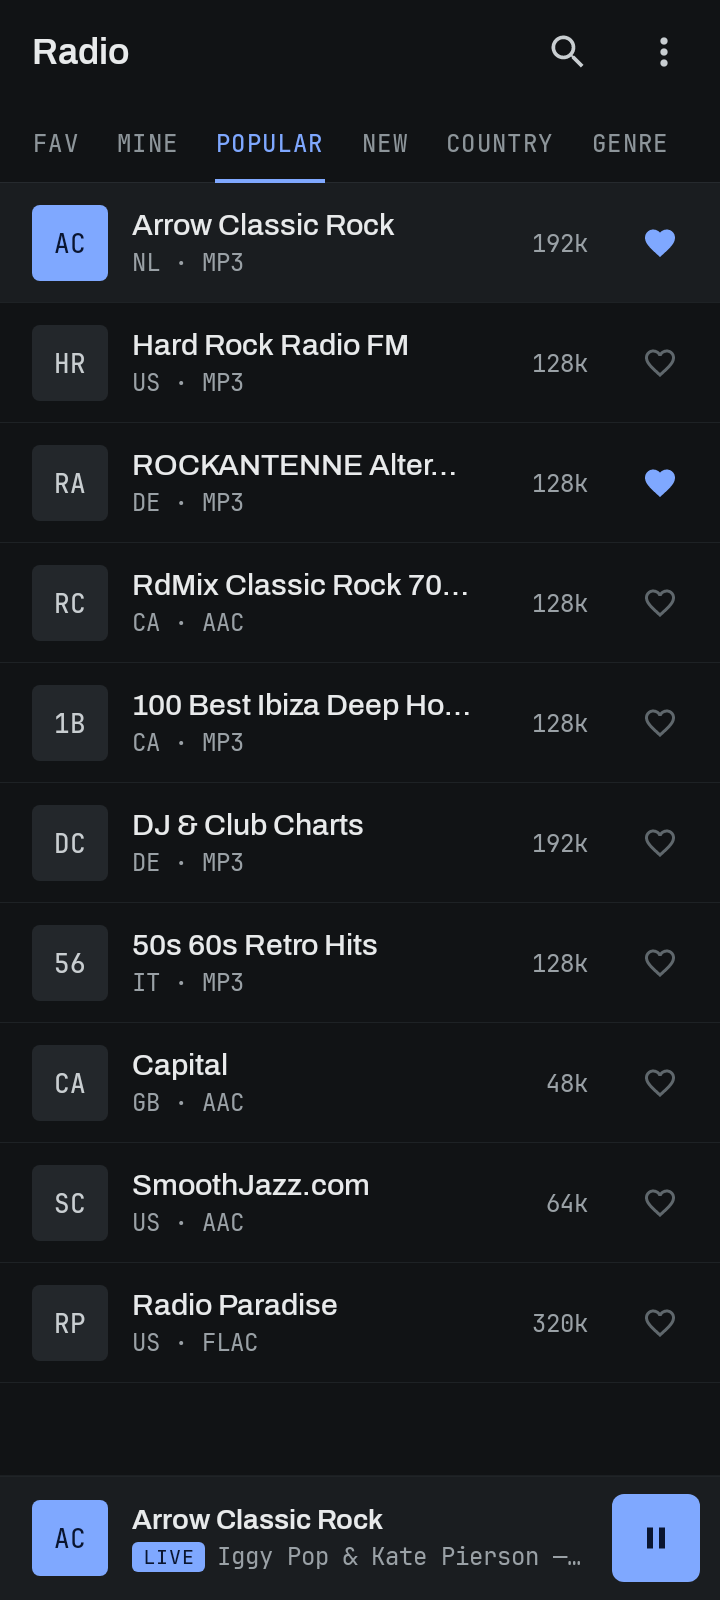 Radio
FAV MINE POPULAR NEW COUNTRY GENRE
AC Arrow Classic Rock 192k
NL · MP3
HR Hard Rock Radio FM 128k
US · MP3
RA ROCKANTENNE Alter... 128k
DE · MP3
RC RdMix Classic Rock 70... 128k
CA · AAC
1B 100 Best Ibiza Deep Ho... 128k
CA · MP3
DC DJ & Club Charts 192k
DE · MP3
56 50s 60s Retro Hits 128k
IT · MP3
CA Capital 48k
GB · AAC
SC SmoothJazz.com 64k
US · AAC
RP Radio Paradise 320k
US · FLAC
AC Arrow Classic Rock
LIVE Iggy Pop & Kate Pierson —…